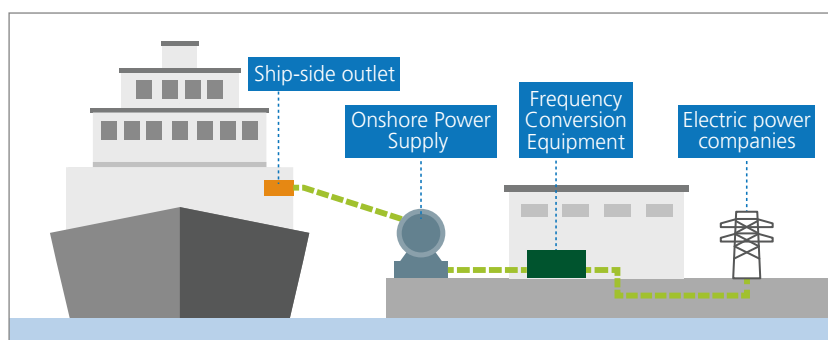 Ship-side outlet
Onshore Power
Supply
Frequency
Conversion
Equipment
Electric power
companies